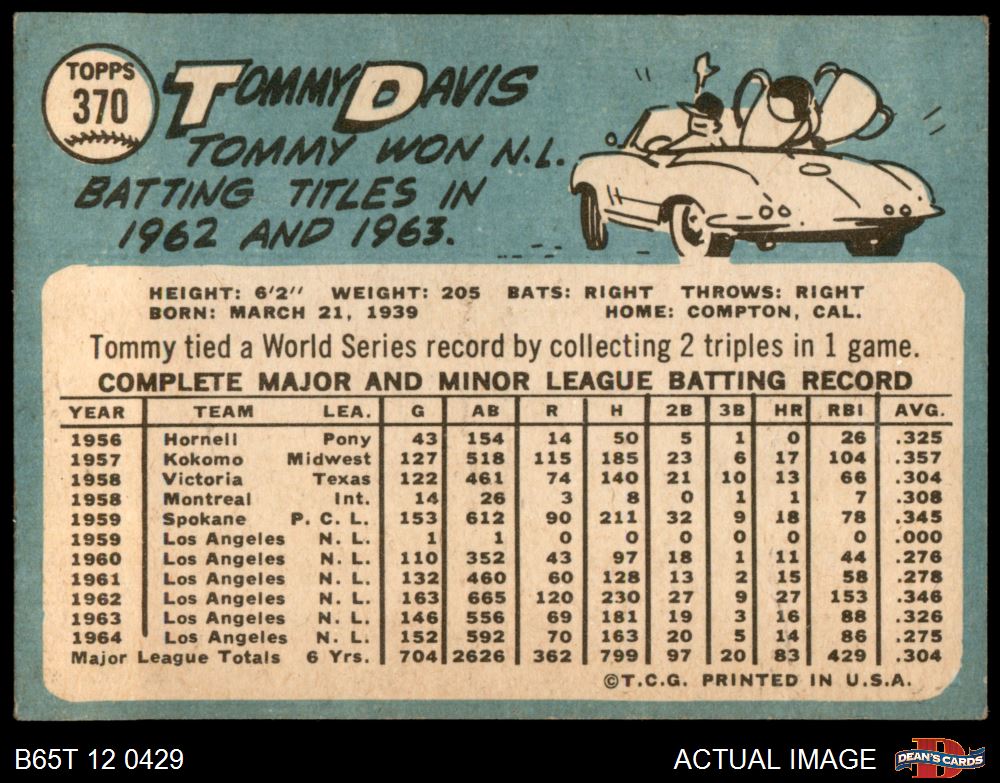 TOPPS
370
TOMMY DAVIS
TOMMY WON N.L.
BATTING TITLES IN
1962 AND 1963.
HEIGHT: 6'2" WEIGHT: 205 BATS: RIGHT THROWS: RIGHT
BORN: MARCH 21, 1939 HOME: COMPTON, CAL.
Tommy tied a World Series record by collecting 2 triples in 1 game.
COMPLETE MAJOR AND MINOR LEAGUE BATTING RECORD
YEAR TEAM LEA. G AB R H 2B 3B HR RBI AVG.
1956 Hornell Pony 43 154 14 50 5 1 0 26 .325
1957 Kokomo Midwest 127 518 115 185 23 6 17 104 .357
1958 Victoria Texas 122 461 74 140 21 10 13 66 .304
1958 Montreal Int. 14 26 3 8 0 1 1 7 .308
1959 Spokane P. C. L. 153 612 90 211 32 9 18 78 .345
1959 Los Angeles N. L. 1 1 0 0 0 0 0 0 .000
1960 Los Angeles N. L. 110 352 43 97 18 1 11 44 .276
1961 Los Angeles N. L. 132 460 60 128 13 2 15 58 .278
1962 Los Angeles N. L. 163 665 120 230 27 9 27 153 .346
1963 Los Angeles N. L. 146 556 69 181 19 3 16 88 .326
1964 Los Angeles N. L. 152 592 70 163 20 5 14 86 .275
Major League Totals 6 Yrs. 704 2626 362 799 97 20 83 429 .304
©T.C.G. PRINTED IN U.S.A.
B65T 12 0429 ACTUAL IMAGE D DEAN'S CARDS